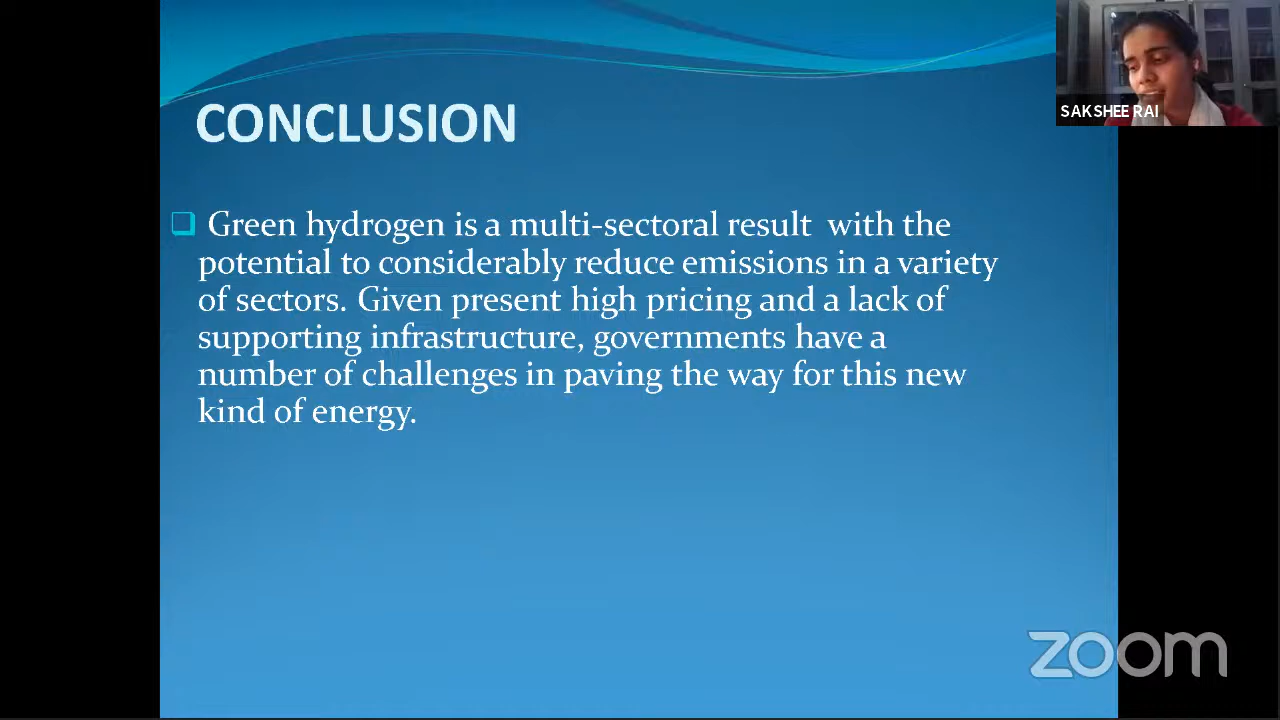 CONCLUSION
SAKSHEE RAI
Green hydrogen is a multi-sectoral result with the
potential to considerably reduce emissions in a variety
of sectors. Given present high pricing and a lack of
supporting infrastructure, governments have a
number of challenges in paving the way for this new
kind of energy.
zoom